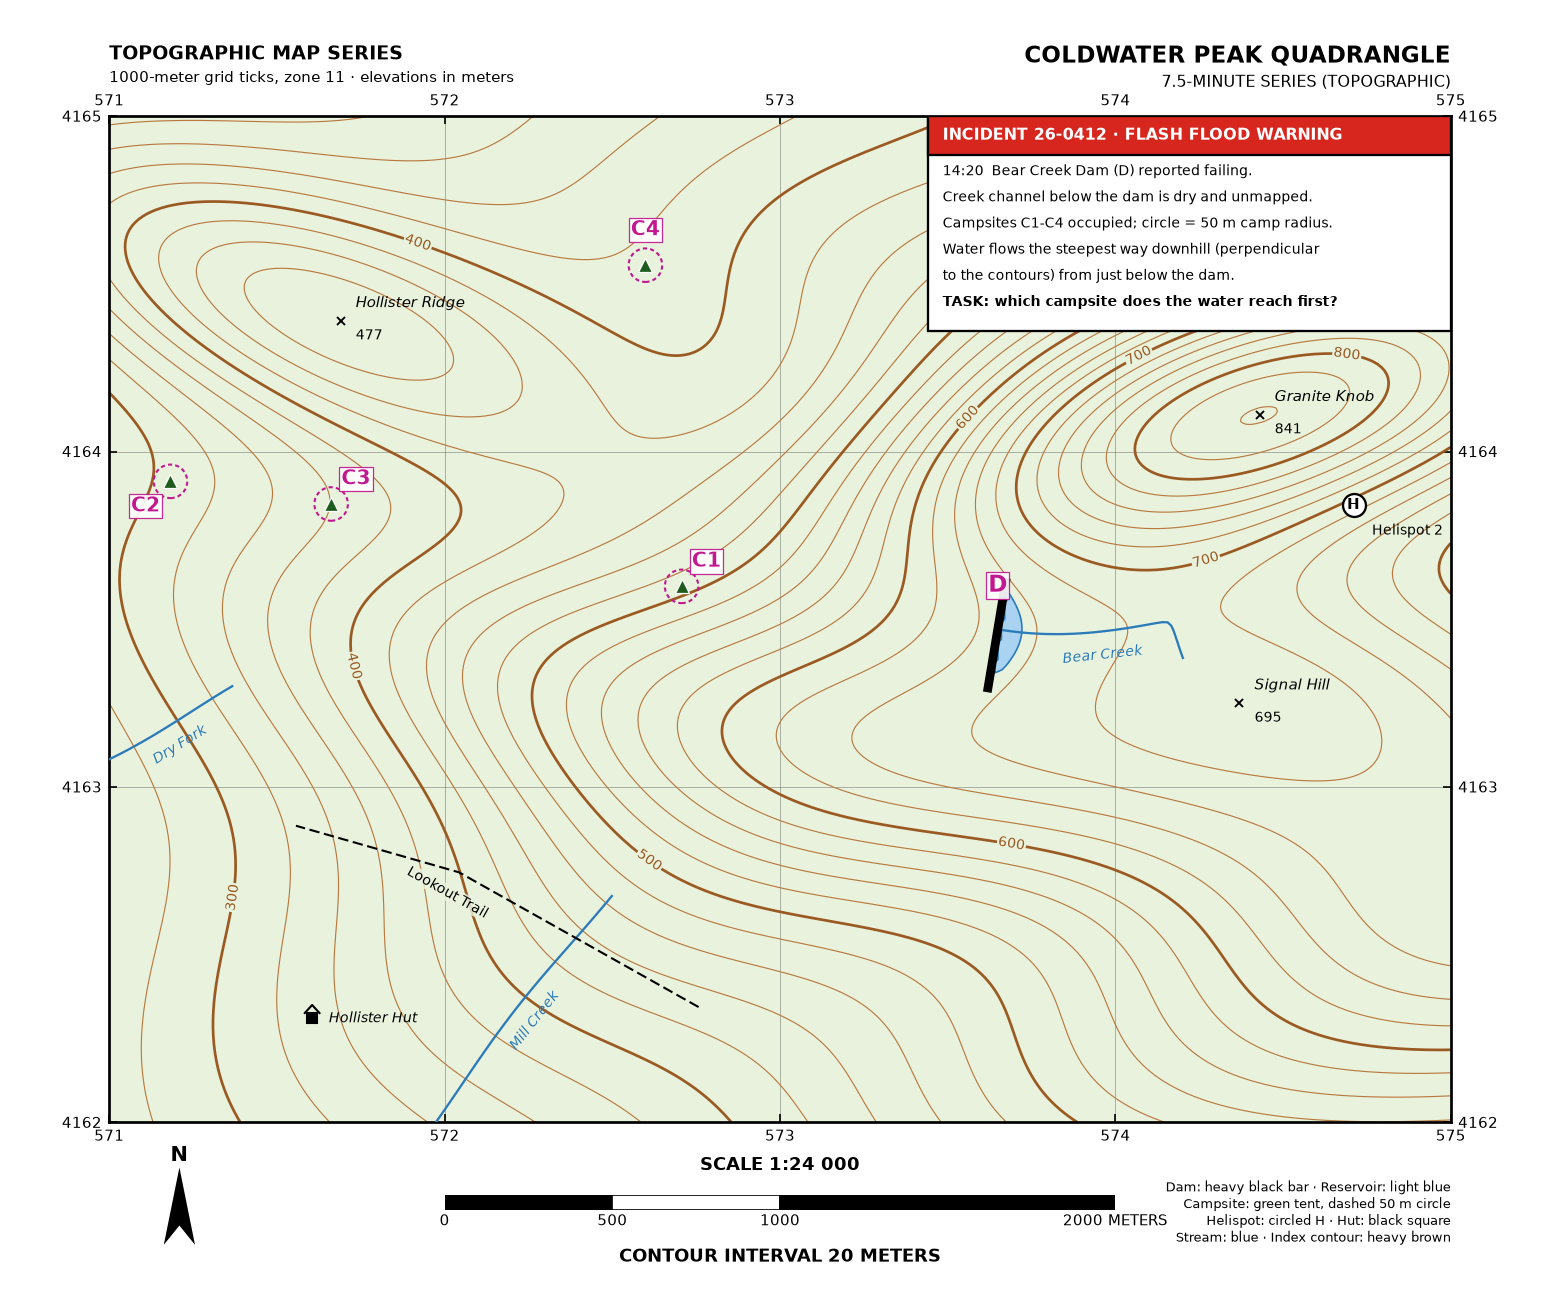 TOPOGRAPHIC MAP SERIES
1000-meter grid ticks, zone 11 · elevations in meters
COLDWATER PEAK QUADRANGLE
7.5-MINUTE SERIES (TOPOGRAPHIC)
571 572 573 574 575
4165 4165
INCIDENT 26-0412 · FLASH FLOOD WARNING
14:20 Bear Creek Dam (D) reported failing.
Creek channel below the dam is dry and unmapped.
Campsites C1-C4 occupied; circle = 50 m camp radius.
Water flows the steepest way downhill (perpendicular
to the contours) from just below the dam.
TASK: which campsite does the water reach first?
C4
400
Hollister Ridge
477
700
800
Granite Knob
841
600
4164 4164
C3
C2
H
Helispot 2
C1
700
D
Bear Creek
400
Signal Hill
695
Dry Fork
4163 4163
600
500
Lookout Trail
300
Hollister Hut
Mill Creek
4162 4162
571 572 573 574 575
N
SCALE 1:24 000
0 500 1000 2000 METERS
CONTOUR INTERVAL 20 METERS
Dam: heavy black bar · Reservoir: light blue
Campsite: green tent, dashed 50 m circle
Helispot: circled H · Hut: black square
Stream: blue · Index contour: heavy brown